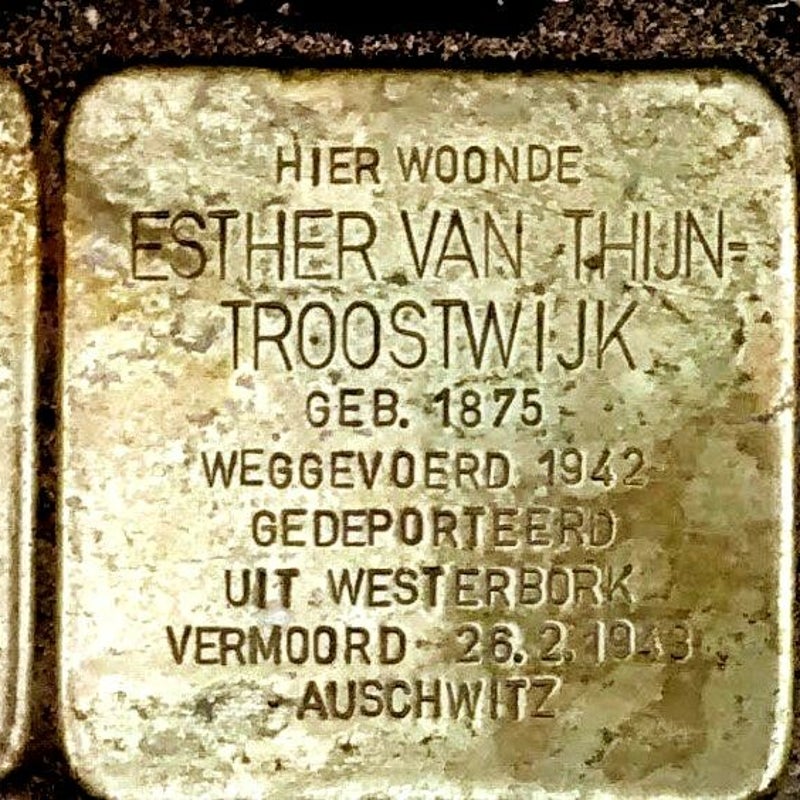 HIER WOONDE
ESTHER VAN THIJN-
TROOSTWIJK
GEB. 1875
WEGGEVOERD 1942
GEDEPORTEERD
UIT WESTERBORK
VERMOORD 26.2.1943
AUSCHWITZ